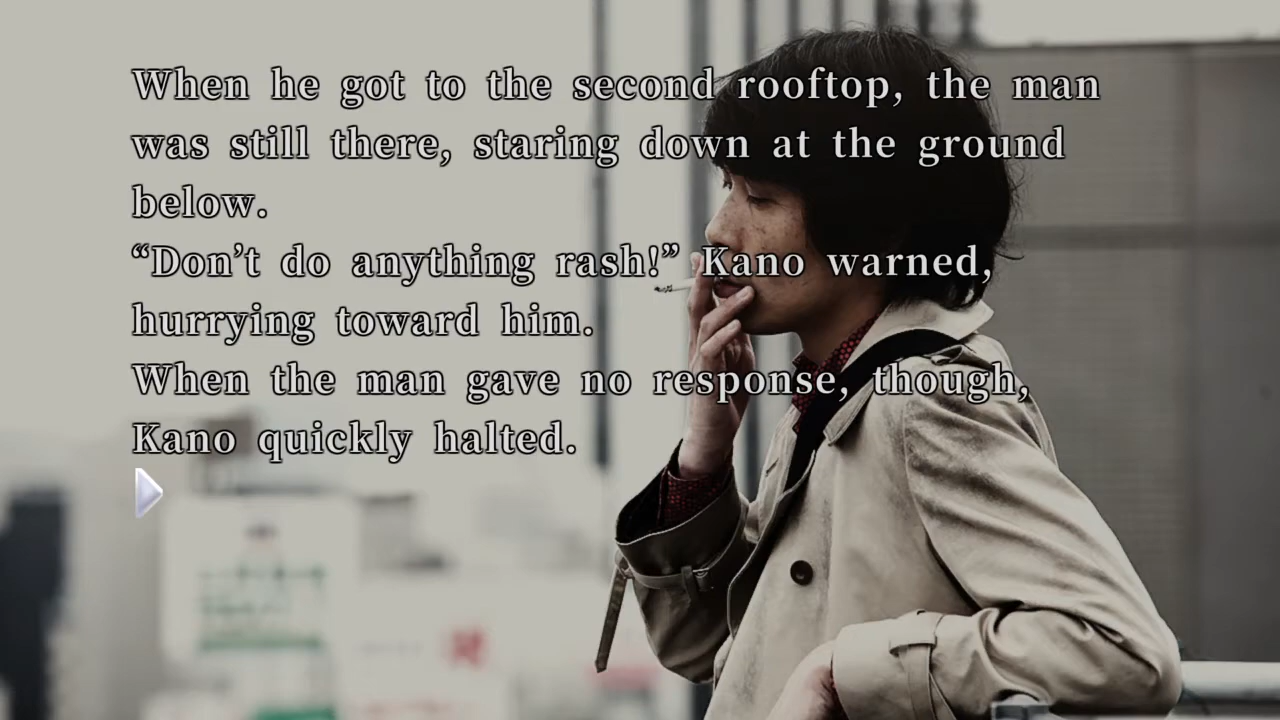 When he got to the second rooftop, the man
was still there, staring down at the ground
below.
“Don’t do anything rash!” Kano warned,
hurrying toward him.
When the man gave no response, though,
Kano quickly halted.